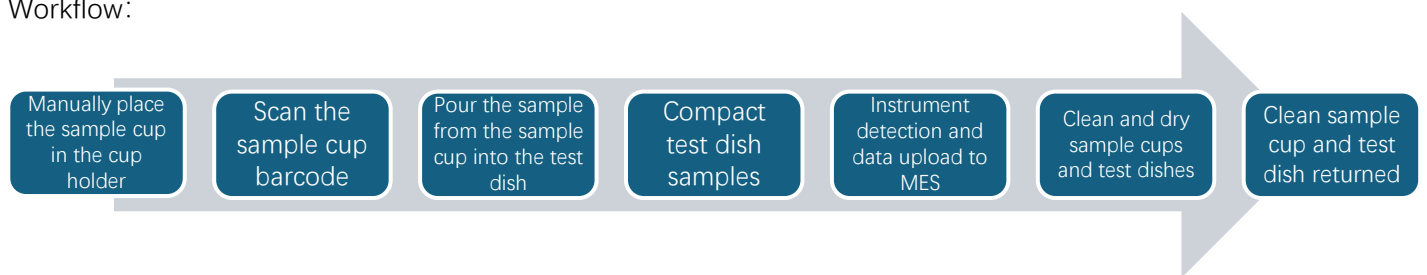 Workflow:
Manually place
the sample cup
in the cup
holder
Scan the
sample cup
barcode
Pour the sample
from the sample
cup into the test
dish
Compact
test dish
samples
Instrument
detection and
data upload to
MES
Clean and dry
sample cups
and test dishes
Clean sample
cup and test
dish returned